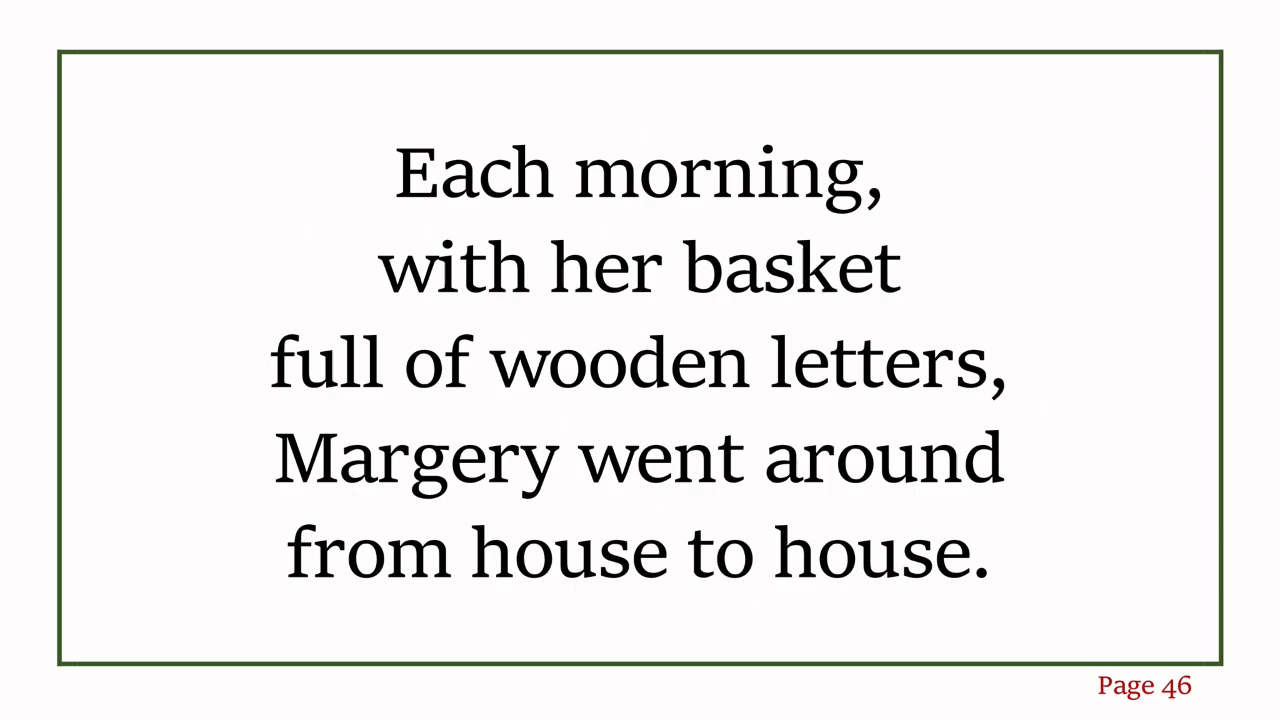 Each morning,
with her basket
full of wooden letters,
Margery went around
from house to house.
Page 46